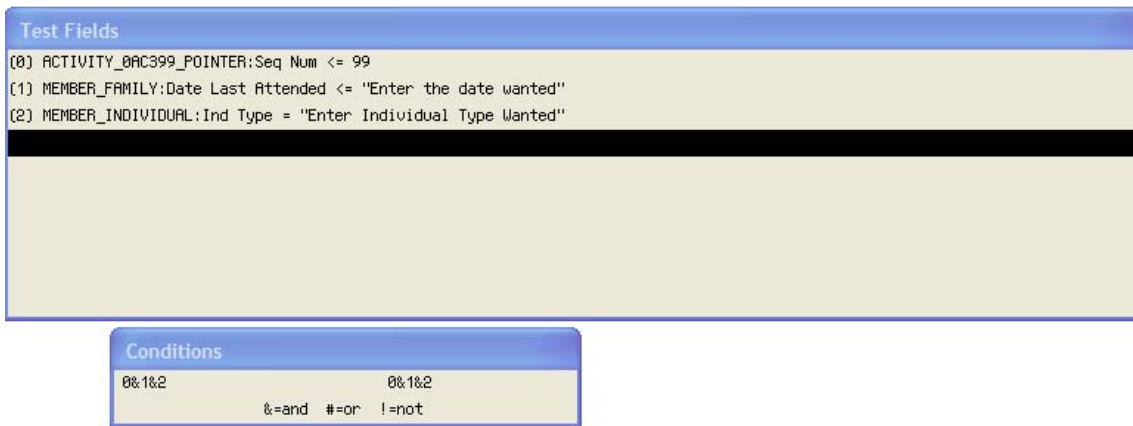 Test Fields
(0) ACTIVITY_0AC399_POINTER:Seq Num <= 99
(1) MEMBER_FAMILY:Date Last Attended <= "Enter the date wanted"
(2) MEMBER_INDIVIDUAL:Ind Type = "Enter Individual Type Wanted"
Conditions
0&1&2 0&1&2
&=and #=or !=not